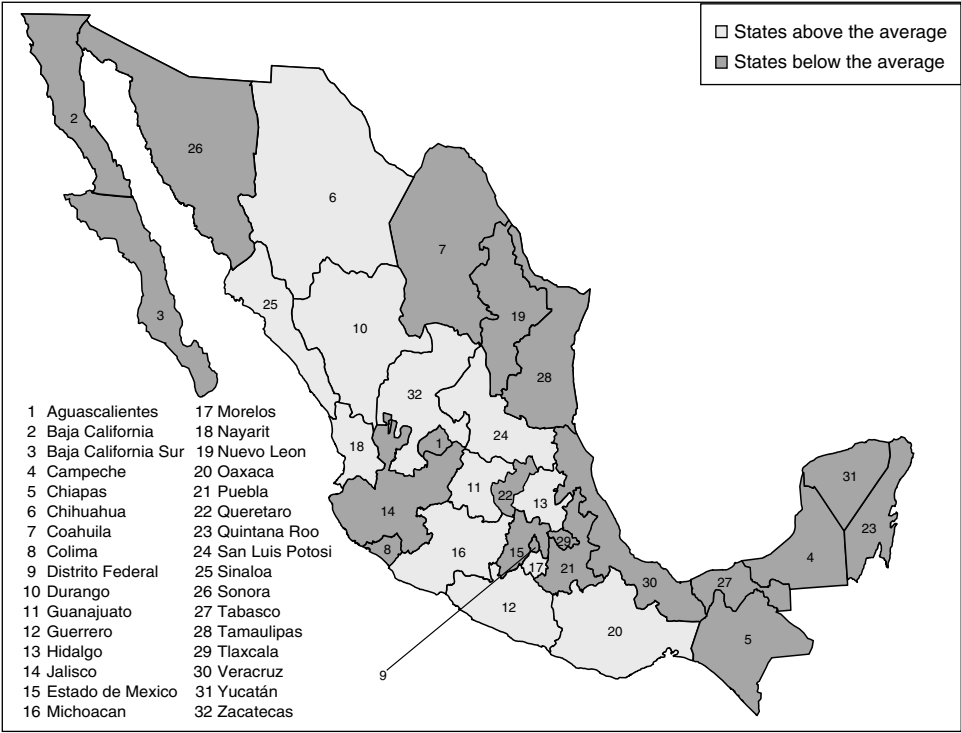 States above the average
States below the average
2
26
6
7
3
25
10
19
28
32
18
1
24
11
22
13
14
8
16
15
29
17
21
12
20
30
27
4
31
23
5
9
1 Aguascalientes
2 Baja California
3 Baja California Sur
4 Campeche
5 Chiapas
6 Chihuahua
7 Coahuila
8 Colima
9 Distrito Federal
10 Durango
11 Guanajuato
12 Guerrero
13 Hidalgo
14 Jalisco
15 Estado de Mexico
16 Michoacan
17 Morelos
18 Nayarit
19 Nuevo Leon
20 Oaxaca
21 Puebla
22 Queretaro
23 Quintana Roo
24 San Luis Potosi
25 Sinaloa
26 Sonora
27 Tabasco
28 Tamaulipas
29 Tlaxcala
30 Veracruz
31 Yucatán
32 Zacatecas